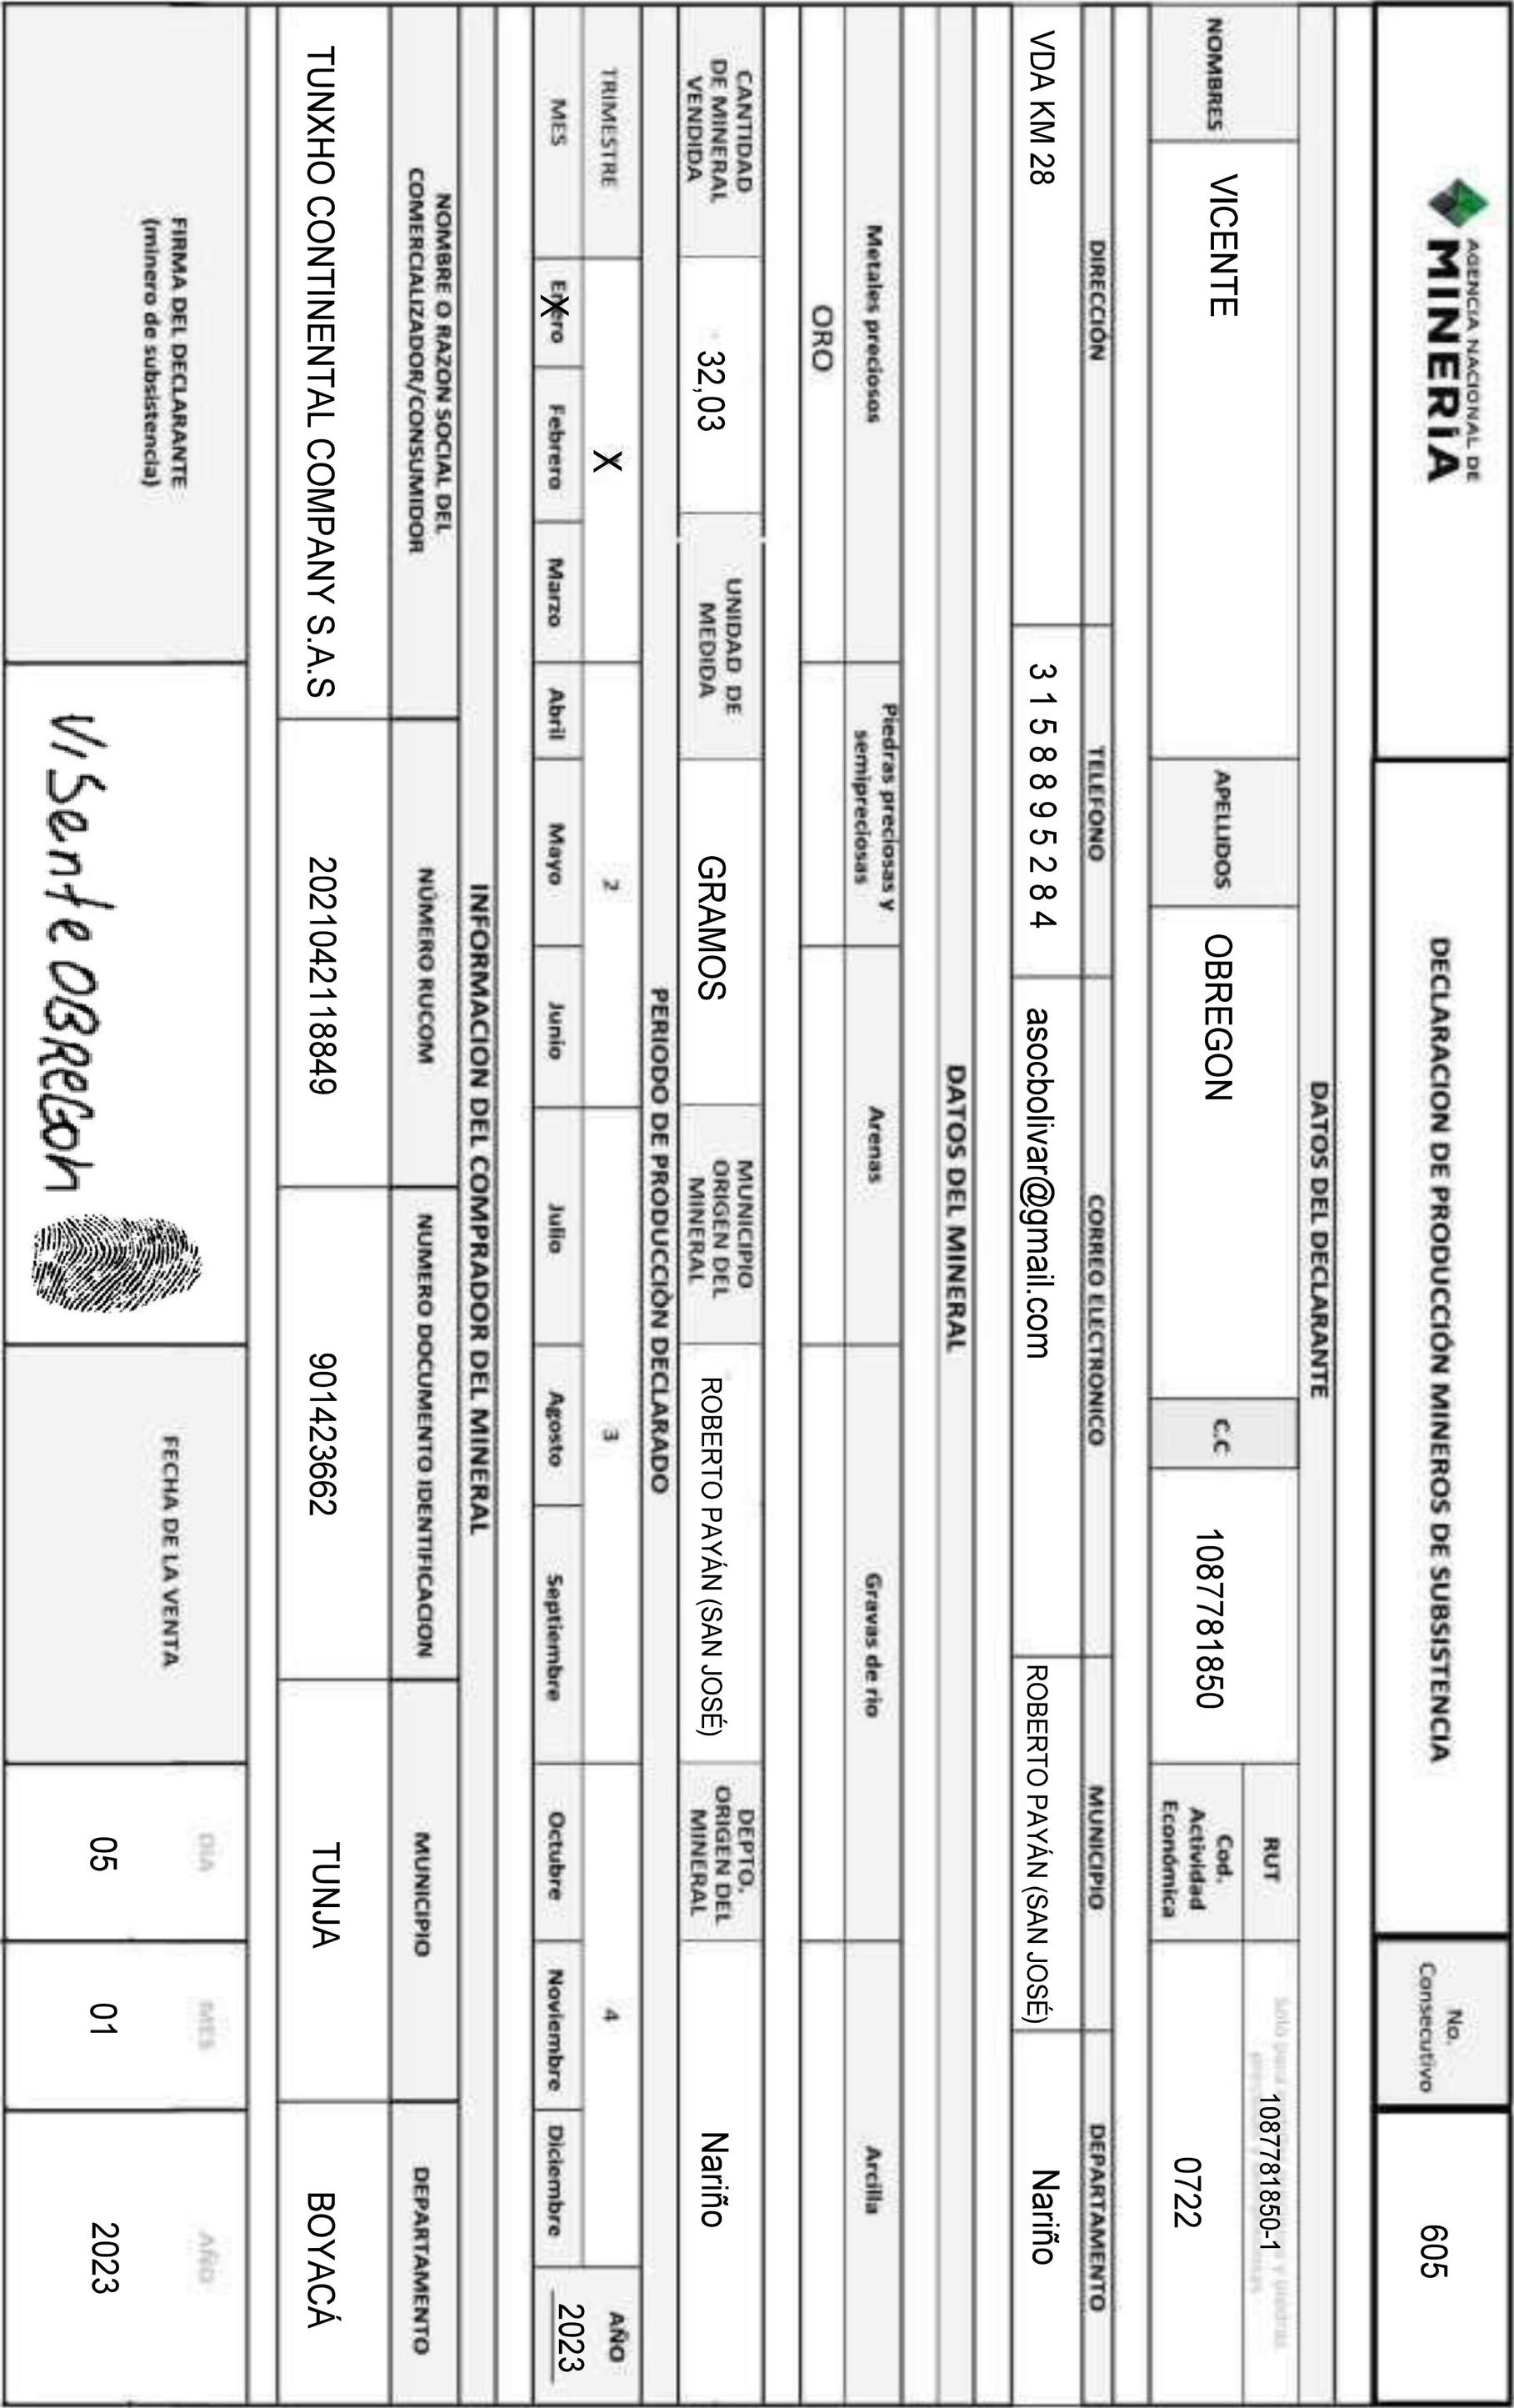 AGENCIA NACIONAL DE
MINERÍA
DECLARACION DE PRODUCCIÓN MINEROS DE SUBSISTENCIA
No.
Consecutivo
605
DATOS DEL DECLARANTE
NOMBRES
VICENTE
APELLIDOS
OBREGON
C.C
1087781850
RUT
1087781850-1
Cod.
Actividad
Económica
0722
DIRECCIÓN
TELEFONO
CORREO ELECTRONICO
MUNICIPIO
DEPARTAMENTO
VDA KM 28
3 1 5 8 8 9 5 2 8 4
asocbolivar@gmail.com
ROBERTO PAYÁN (SAN JOSÉ)
Nariño
DATOS DEL MINERAL
Metales preciosos
Piedras preciosas y
semipreciosas
Arenas
Gravas de rio
Arcilla
ORO
CANTIDAD
DE MINERAL
VENDIDA
32,03
UNIDAD DE
MEDIDA
GRAMOS
MUNICIPIO
ORIGEN DEL
MINERAL
ROBERTO PAYÁN (SAN JOSÉ)
DEPTO.
ORIGEN DEL
MINERAL
Nariño
PERIODO DE PRODUCCIÓN DECLARADO
TRIMESTRE
X
2
3
4
AÑO
MES
Enero
X
Febrero
Marzo
Abril
Mayo
Junio
Julio
Agosto
Septiembre
Octubre
Noviembre
Diciembre
2023
INFORMACION DEL COMPRADOR DEL MINERAL
NOMBRE O RAZON SOCIAL DEL
COMERCIALIZADOR/CONSUMIDOR
NÚMERO RUCOM
NUMERO DOCUMENTO IDENTIFICACION
MUNICIPIO
DEPARTAMENTO
TUNXHO CONTINENTAL COMPANY S.A.S
2021042118849
901423662
TUNJA
BOYACÁ
FIRMA DEL DECLARANTE
(minero de subsistencia)
ViSente OBReGon
FECHA DE LA VENTA
DIA
MES
AÑO
05
01
2023